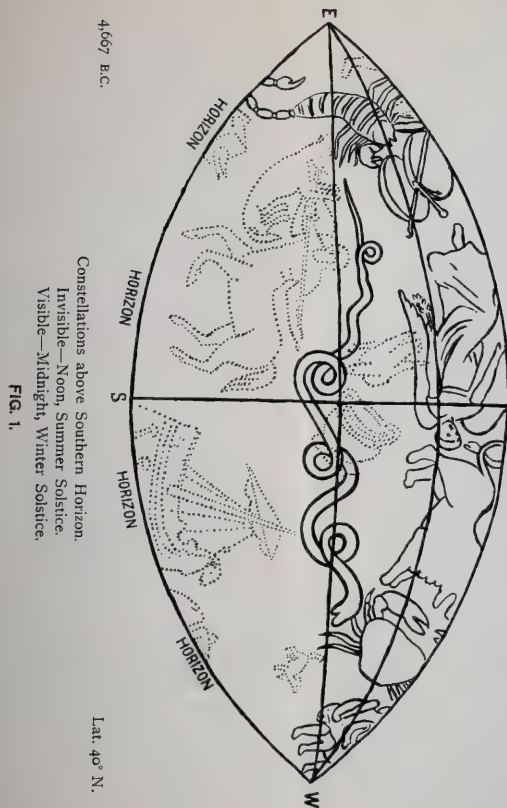 E
W
S
HORIZON
HORIZON
HORIZON
HORIZON
4,667 B.C.
Lat. 40° N.
Constellations above Southern Horizon.
Invisible—Noon, Summer Solstice.
Visible—Midnight, Winter Solstice.
FIG. 1.